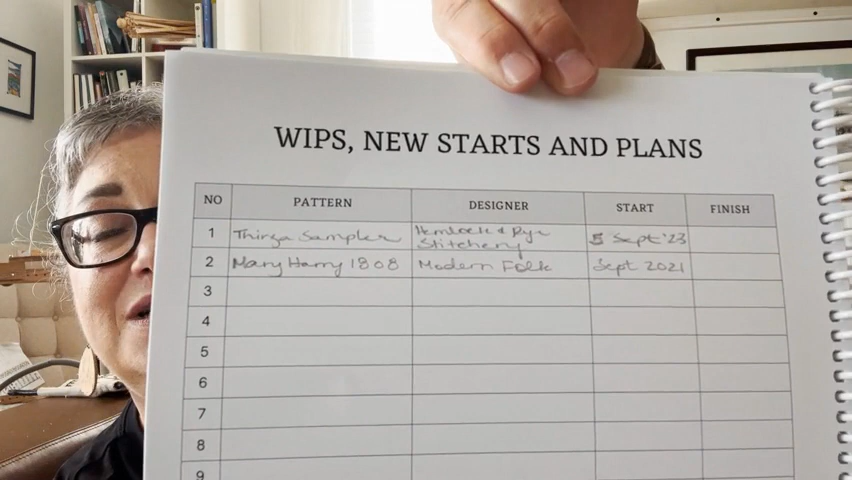 WIPS, NEW STARTS AND PLANS
NO PATTERN DESIGNER START FINISH
1 Thirza Sampler Hemlock & Rye Stitchery 5 Sept '23
2 Mary Harry 1808 Modern Folk Sept 2021
3
4
5
6
7
8
9